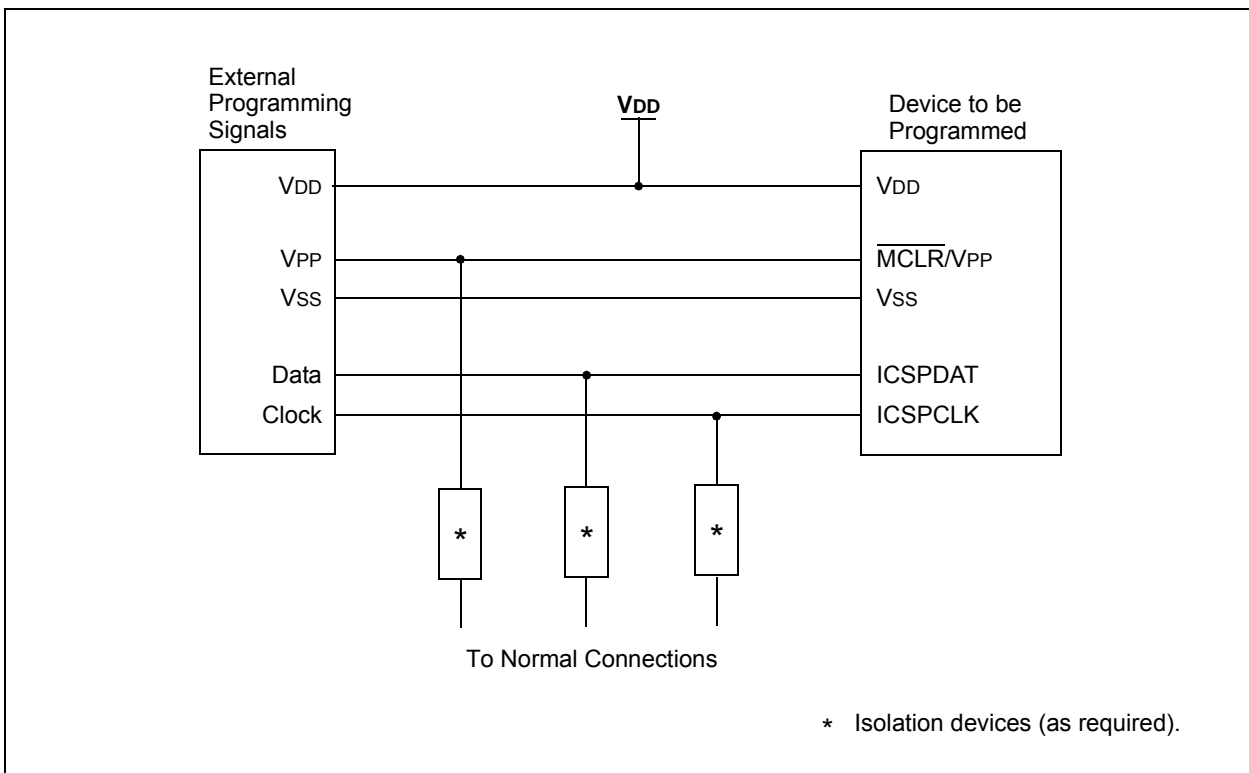 External
Programming
Signals
VDD
Device to be
Programmed
VDD
VDD
VPP
MCLR/VPP
VSS
VSS
Data
ICSPDAT
Clock
ICSPCLK
*
*
*
To Normal Connections
* Isolation devices (as required).